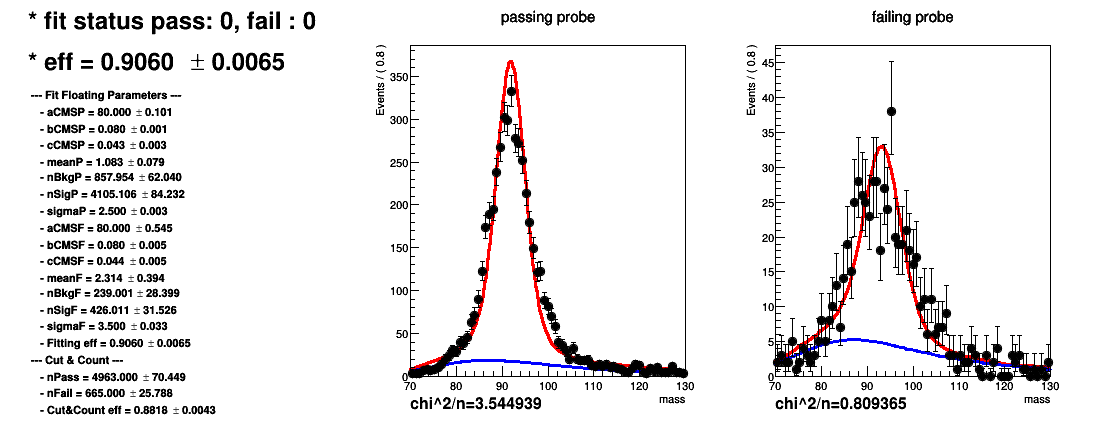 * fit status pass: 0, fail : 0
* eff = 0.9060 ± 0.0065
--- Fit Floating Parameters ---
- aCMSP = 80.000 ± 0.101
- bCMSP = 0.080 ± 0.001
- cCMSP = 0.043 ± 0.003
- meanP = 1.083 ± 0.079
- nBkgP = 857.954 ± 62.040
- nSigP = 4105.106 ± 84.232
- sigmaP = 2.500 ± 0.003
- aCMSF = 80.000 ± 0.545
- bCMSF = 0.080 ± 0.005
- cCMSF = 0.044 ± 0.005
- meanF = 2.314 ± 0.394
- nBkgF = 239.001 ± 28.399
- nSigF = 426.011 ± 31.526
- sigmaF = 3.500 ± 0.033
- Fitting eff = 0.9060 ± 0.0065
--- Cut & Count ---
- nPass = 4963.000 ± 70.449
- nFail = 665.000 ± 25.788
- Cut&Count eff = 0.8818 ± 0.0043
passing probe
Events / ( 0.8 )
350
300
250
200
150
100
50
0
70 80 90 100 110 120 130
mass
chi^2/n=3.544939
failing probe
Events / ( 0.8 )
45
40
35
30
25
20
15
10
5
0
70 80 90 100 110 120 130
mass
chi^2/n=0.809365